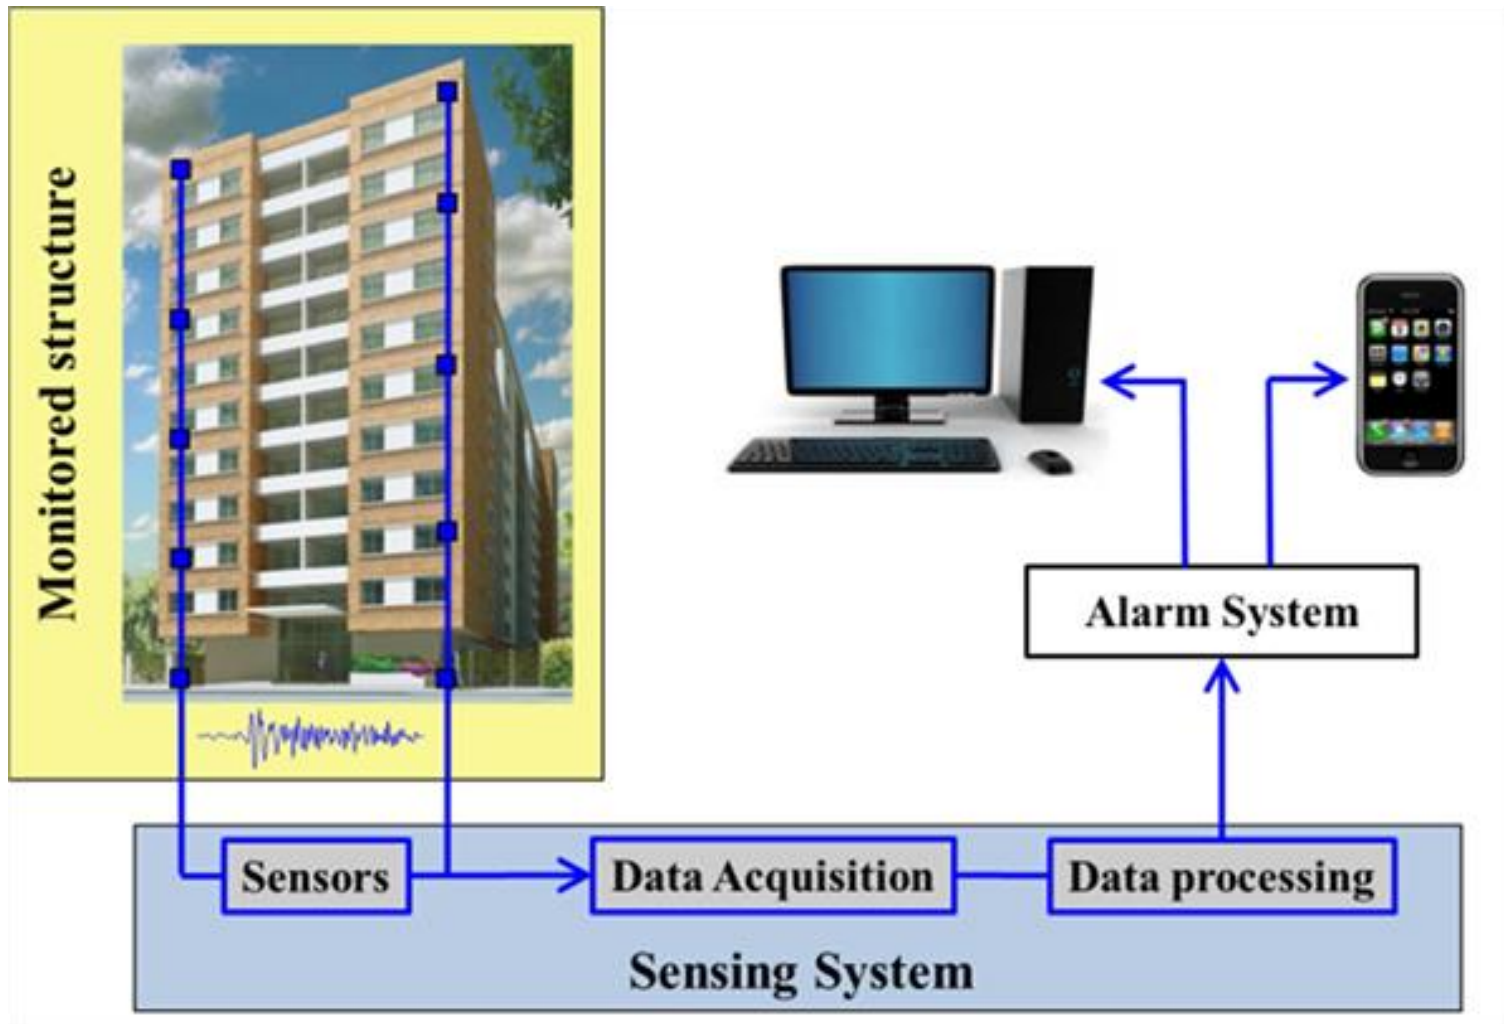 Monitored structure
Alarm System
Sensors
Data Acquisition
Data processing
Sensing System